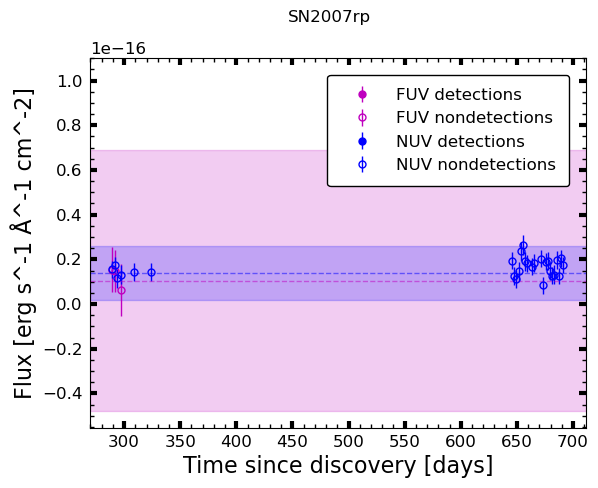 SN2007rp
1e−16
1.0
0.8
0.6
0.4
0.2
0.0
−0.2
−0.4
Flux [erg s^-1 Å^-1 cm^-2]
FUV detections
FUV nondetections
NUV detections
NUV nondetections
300 350 400 450 500 550 600 650 700
Time since discovery [days]